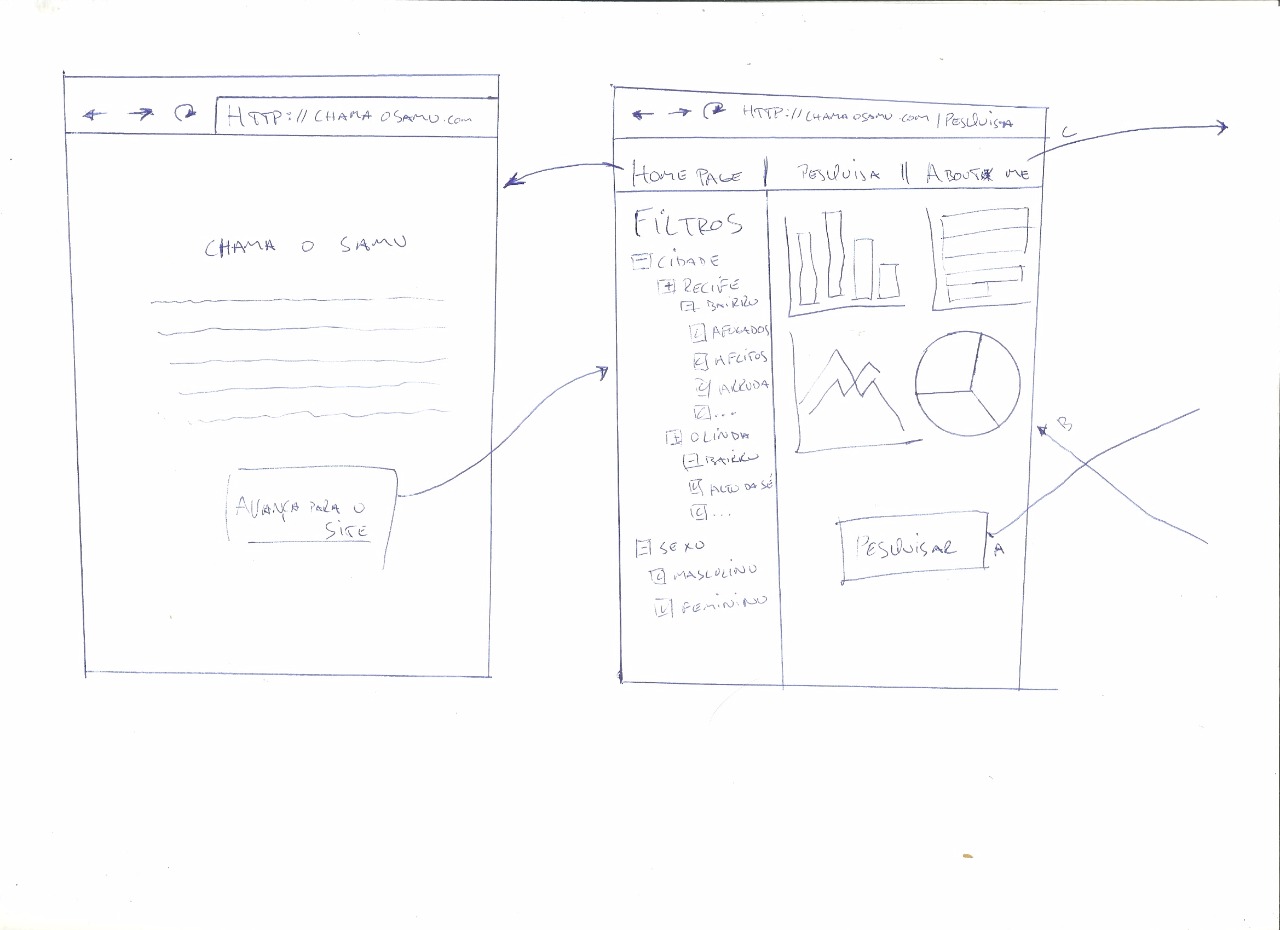 HTTP://CHAMAOSAMU.com
CHAMA O SAMU
AVANÇA PARA O
SITE
HTTP://CHAMAOSAMU.com/PESQUISA
C
HOME PAGE | PESQUISA || ABOUT ME
FILTROS
CIDADE
RECIFE
BAIRRO
AFOGADOS
AFLITOS
ARRUDA
...
OLINDA
BAIRRO
ALTO DA SÉ
...
SEXO
MASCULINO
FEMININO
B
PESQUISAR
A